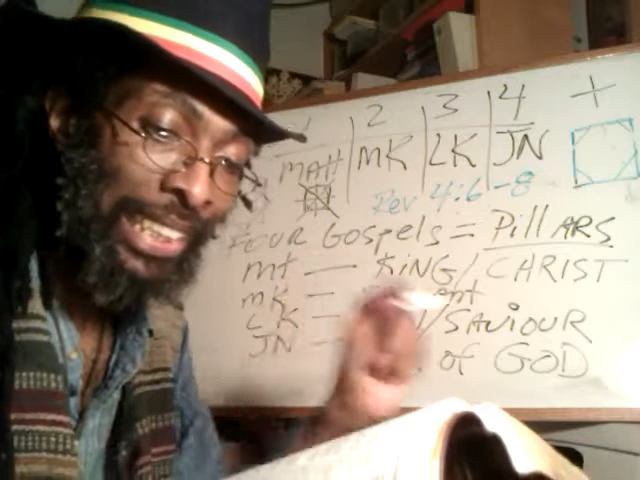 2 3 4 +
MATT MK LK JN
Rev 4:6-8
FOUR Gospels = PillARS
mt — KiNG/CHRIST
mK —
LK — /SAViOUR
JN — of GOD